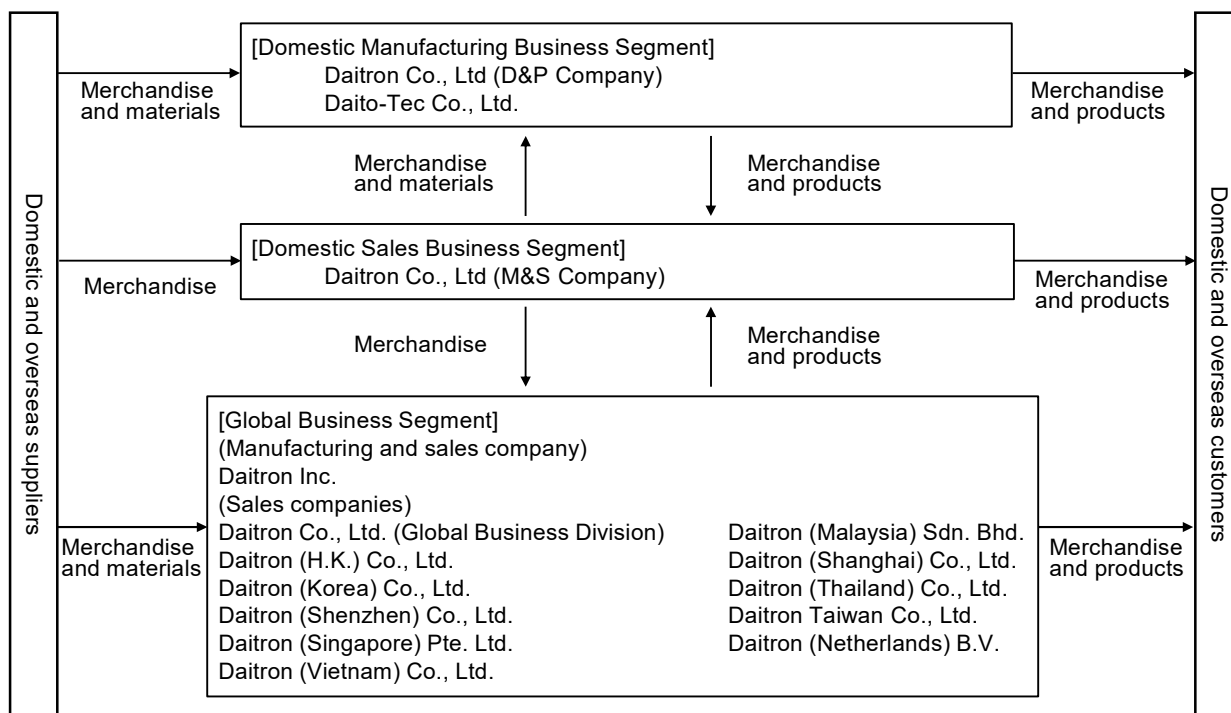 Domestic and overseas suppliers
[Domestic Manufacturing Business Segment]
Daitron Co., Ltd (D&P Company)
Daito-Tec Co., Ltd.
Merchandise
and materials
Merchandise
and products
Merchandise
and materials
Merchandise
and products
[Domestic Sales Business Segment]
Daitron Co., Ltd (M&S Company)
Merchandise
Merchandise
and products
Merchandise
Merchandise
and products
[Global Business Segment]
(Manufacturing and sales company)
Daitron Inc.
(Sales companies)
Daitron Co., Ltd. (Global Business Division)
Daitron (H.K.) Co., Ltd.
Daitron (Korea) Co., Ltd.
Daitron (Shenzhen) Co., Ltd.
Daitron (Singapore) Pte. Ltd.
Daitron (Vietnam) Co., Ltd.
Daitron (Malaysia) Sdn. Bhd.
Daitron (Shanghai) Co., Ltd.
Daitron (Thailand) Co., Ltd.
Daitron Taiwan Co., Ltd.
Daitron (Netherlands) B.V.
Merchandise
and materials
Merchandise
and products
Domestic and overseas customers